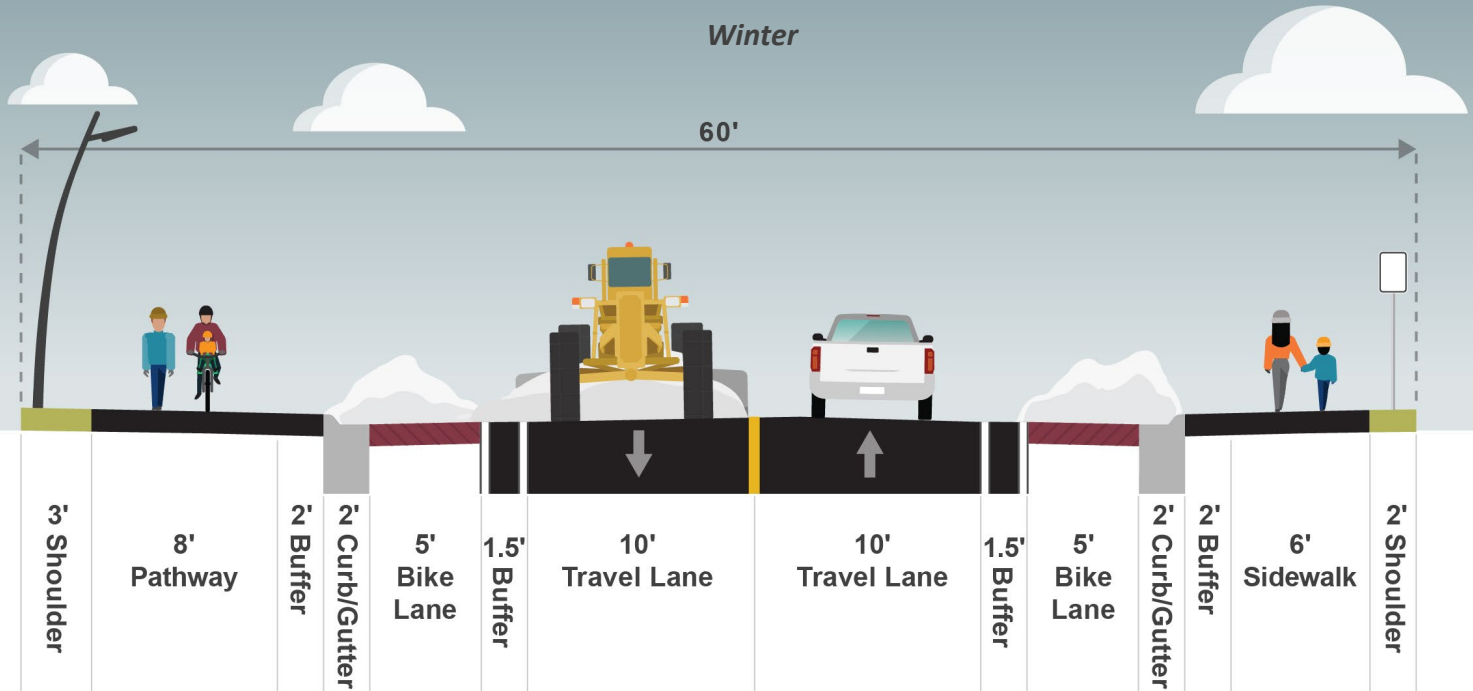 Winter
60'
3' Shoulder
8'
Pathway
2' Buffer
2' Curb/Gutter
5'
Bike
Lane
1.5' Buffer
10'
Travel Lane
10'
Travel Lane
1.5' Buffer
5'
Bike
Lane
2' Curb/Gutter
2' Buffer
6'
Sidewalk
2' Shoulder